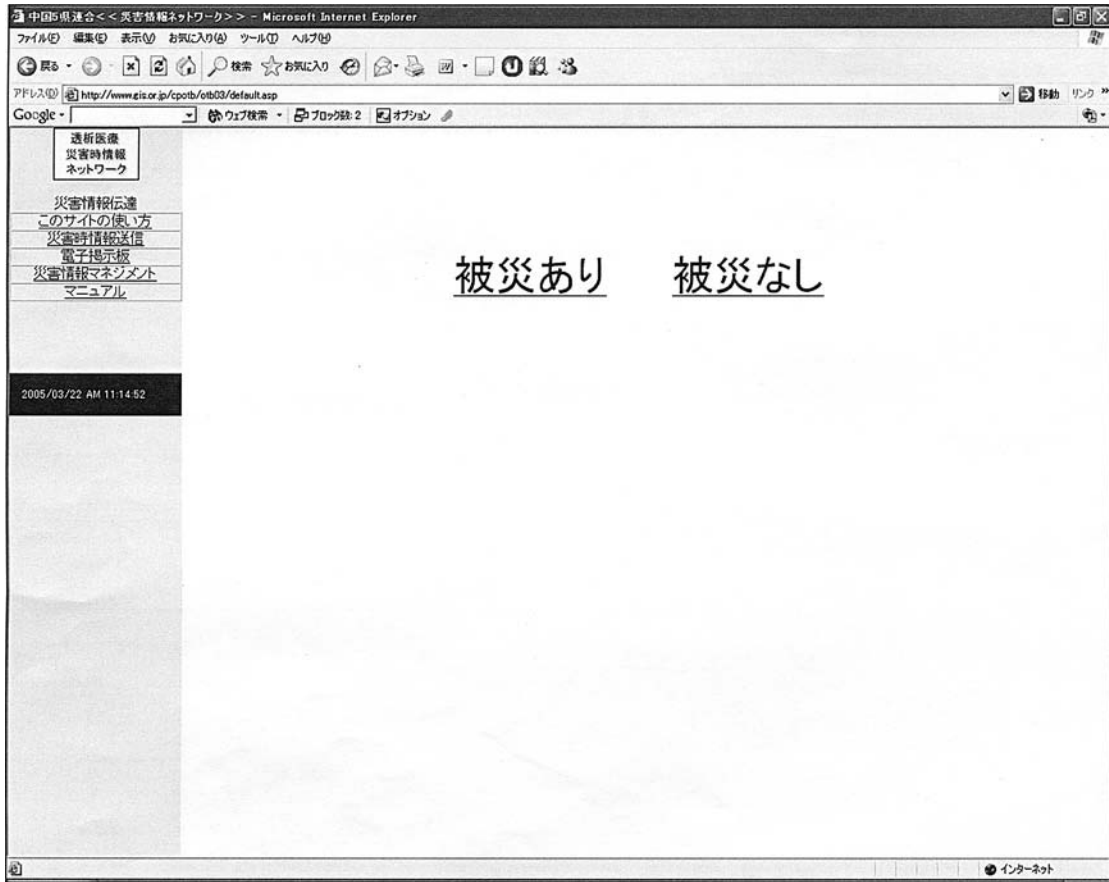 中国5県連合<<災害情報ネットワーク>> - Microsoft Internet Explorer
ファイル(F) 編集(E) 表示(V) お気に入り(A) ツール(T) ヘルプ(H)
戻る 検索 お気に入り
アドレス(D) http://www.gis.or.jp/cpotb/otb03/default.asp 移動 リンク »
Google ウェブ検索 ブロック数: 2 オプション
透析医療
災害時情報
ネットワーク
災害情報伝達
このサイトの使い方
災害時情報送信
電子掲示板
災害情報マネジメント
マニュアル
被災あり 被災なし
2005/03/22 AM 11:14:52
インターネット